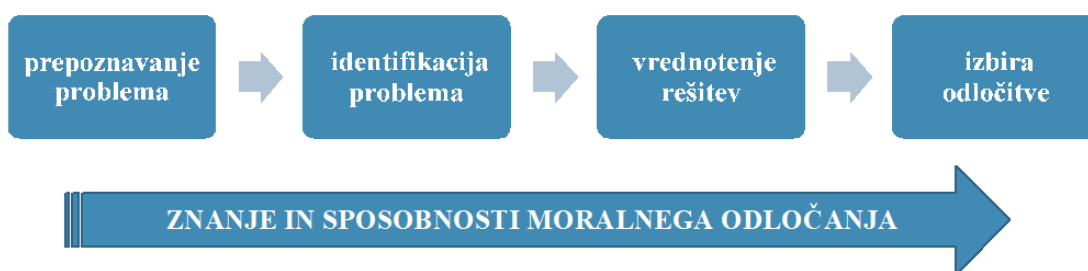 prepoznavanje
problema
identifikacija
problema
vrednotenje
rešitev
izbira
odločitve
ZNANJE IN SPOSOBNOSTI MORALNEGA ODLOČANJA